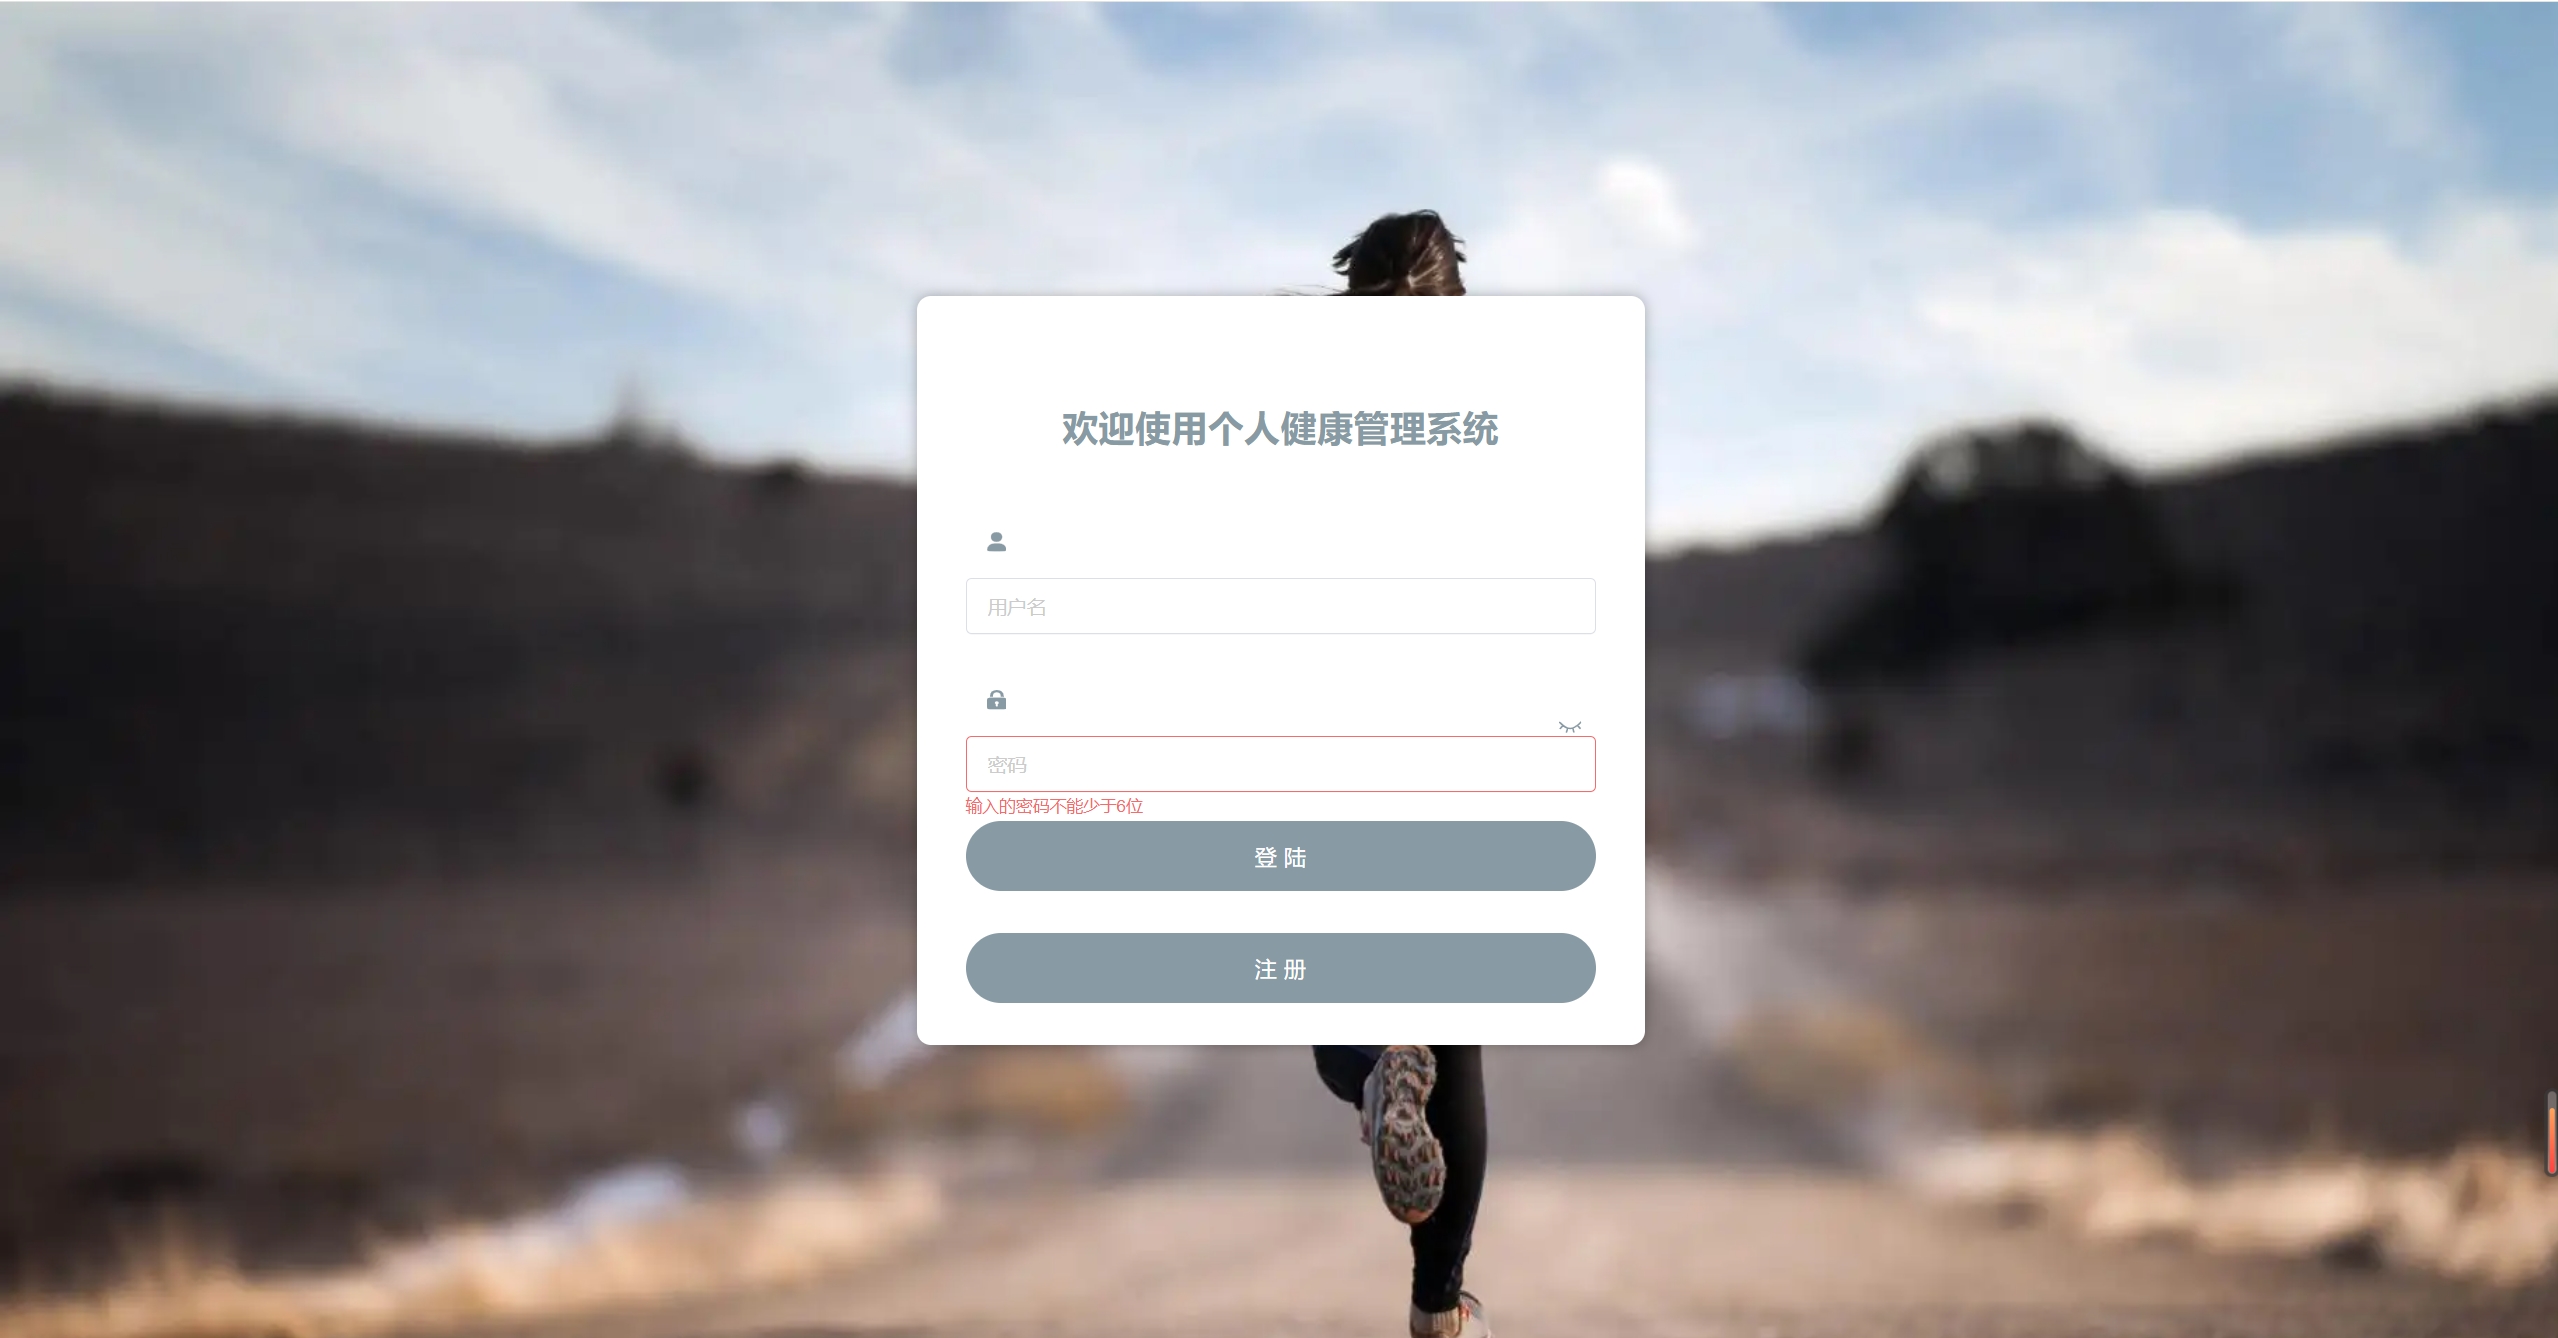 欢迎使用个人健康管理系统
用户名
密码
输入的密码不能少于6位
登 陆
注 册